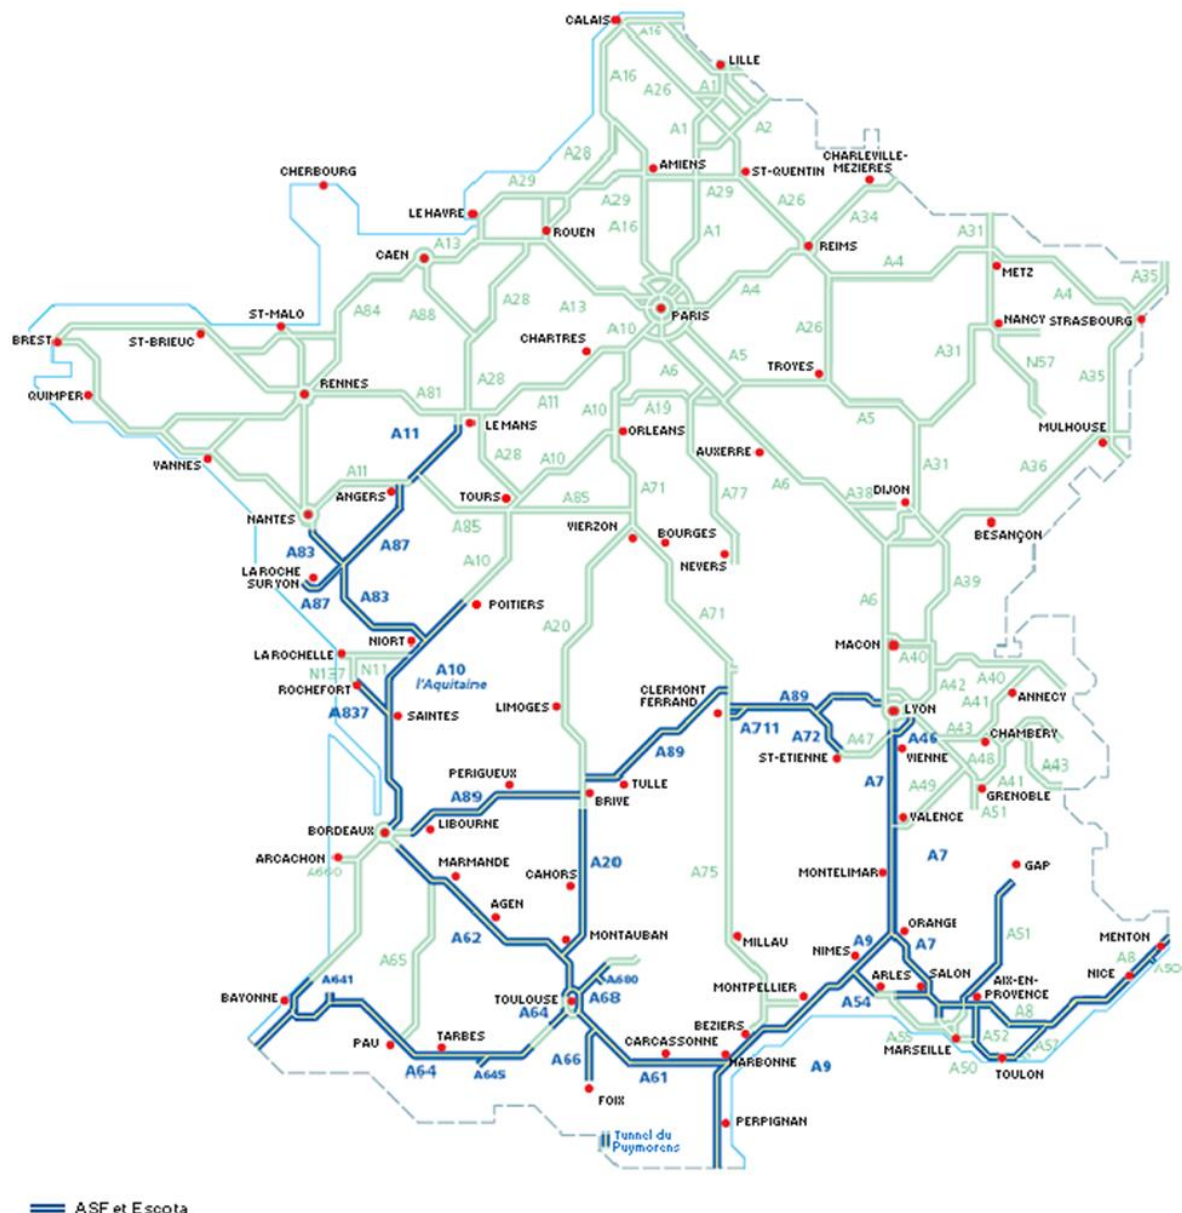 CALAIS
A16
LILLE
A16
A26
A1
A1
A2
A28
AMIENS
ST-QUENTIN
CHARLEVILLE-
MEZIERES
CHERBOURG
A29
A29
A29
A26
A34
LE HAVRE
A16
A1
A31
ROUEN
REIMS
A13
CAEN
A4
METZ
A35
A4
A4
A84
A88
A28
A13
PARIS
ST-MALO
A10
A26
NANCY
STRASBOURG
BREST
ST-BRIEUC
CHARTRES
A5
A31
A6
TROYES
N57
A35
QUIMPER
RENNES
A81
A28
A11
A10
A19
A5
A11
LE MANS
ORLEANS
MULHOUSE
AUXERRE
VANNES
A11
A28
A10
A31
A36
ANGERS
TOURS
A85
A71
A77
A6
A38
DIJON
NANTES
A85
VIERZON
BOURGES
BESANÇON
A83
A87
A10
NEVERS
LA ROCHE
SUR YON
A87
A83
A39
A6
POITIERS
A71
A20
NIORT
MACON
LA ROCHELLE
N137
N11
A10
l'Aquitaine
A40
A40
A42
A41
ROCHEFORT
CLERMONT
FERRAND
A89
ANNECY
A837
SAINTES
LIMOGES
LYON
A711
A72
A47
A46
A43
CHAMBERY
A89
ST-ETIENNE
VIENNE
A48
A43
PERIGUEUX
TULLE
A7
A49
A41
A89
BRIVE
GRENOBLE
A51
LIBOURNE
VALENCE
BORDEAUX
ARCACHON
A660
MARMANDE
A20
A7
CAHORS
A75
MONTELIMAR
GAP
AGEN
A62
MONTAUBAN
MILLAU
A9
ORANGE
A7
A51
MENTON
NIMES
A65
A8
A500
A641
A680
ARLES
SALON
NICE
BAYONNE
TOULOUSE
A68
MONTPELLIER
A54
AIX-EN-
PROVENCE
A64
A8
BEZIERS
PAU
TARBES
CARCASSONNE
A55
A52
A57
MARSEILLE
A66
NARBONNE
A9
A50
A64
A645
A61
TOULON
FOIX
PERPIGNAN
Tunnel du
Puymorens
ASF et Escota